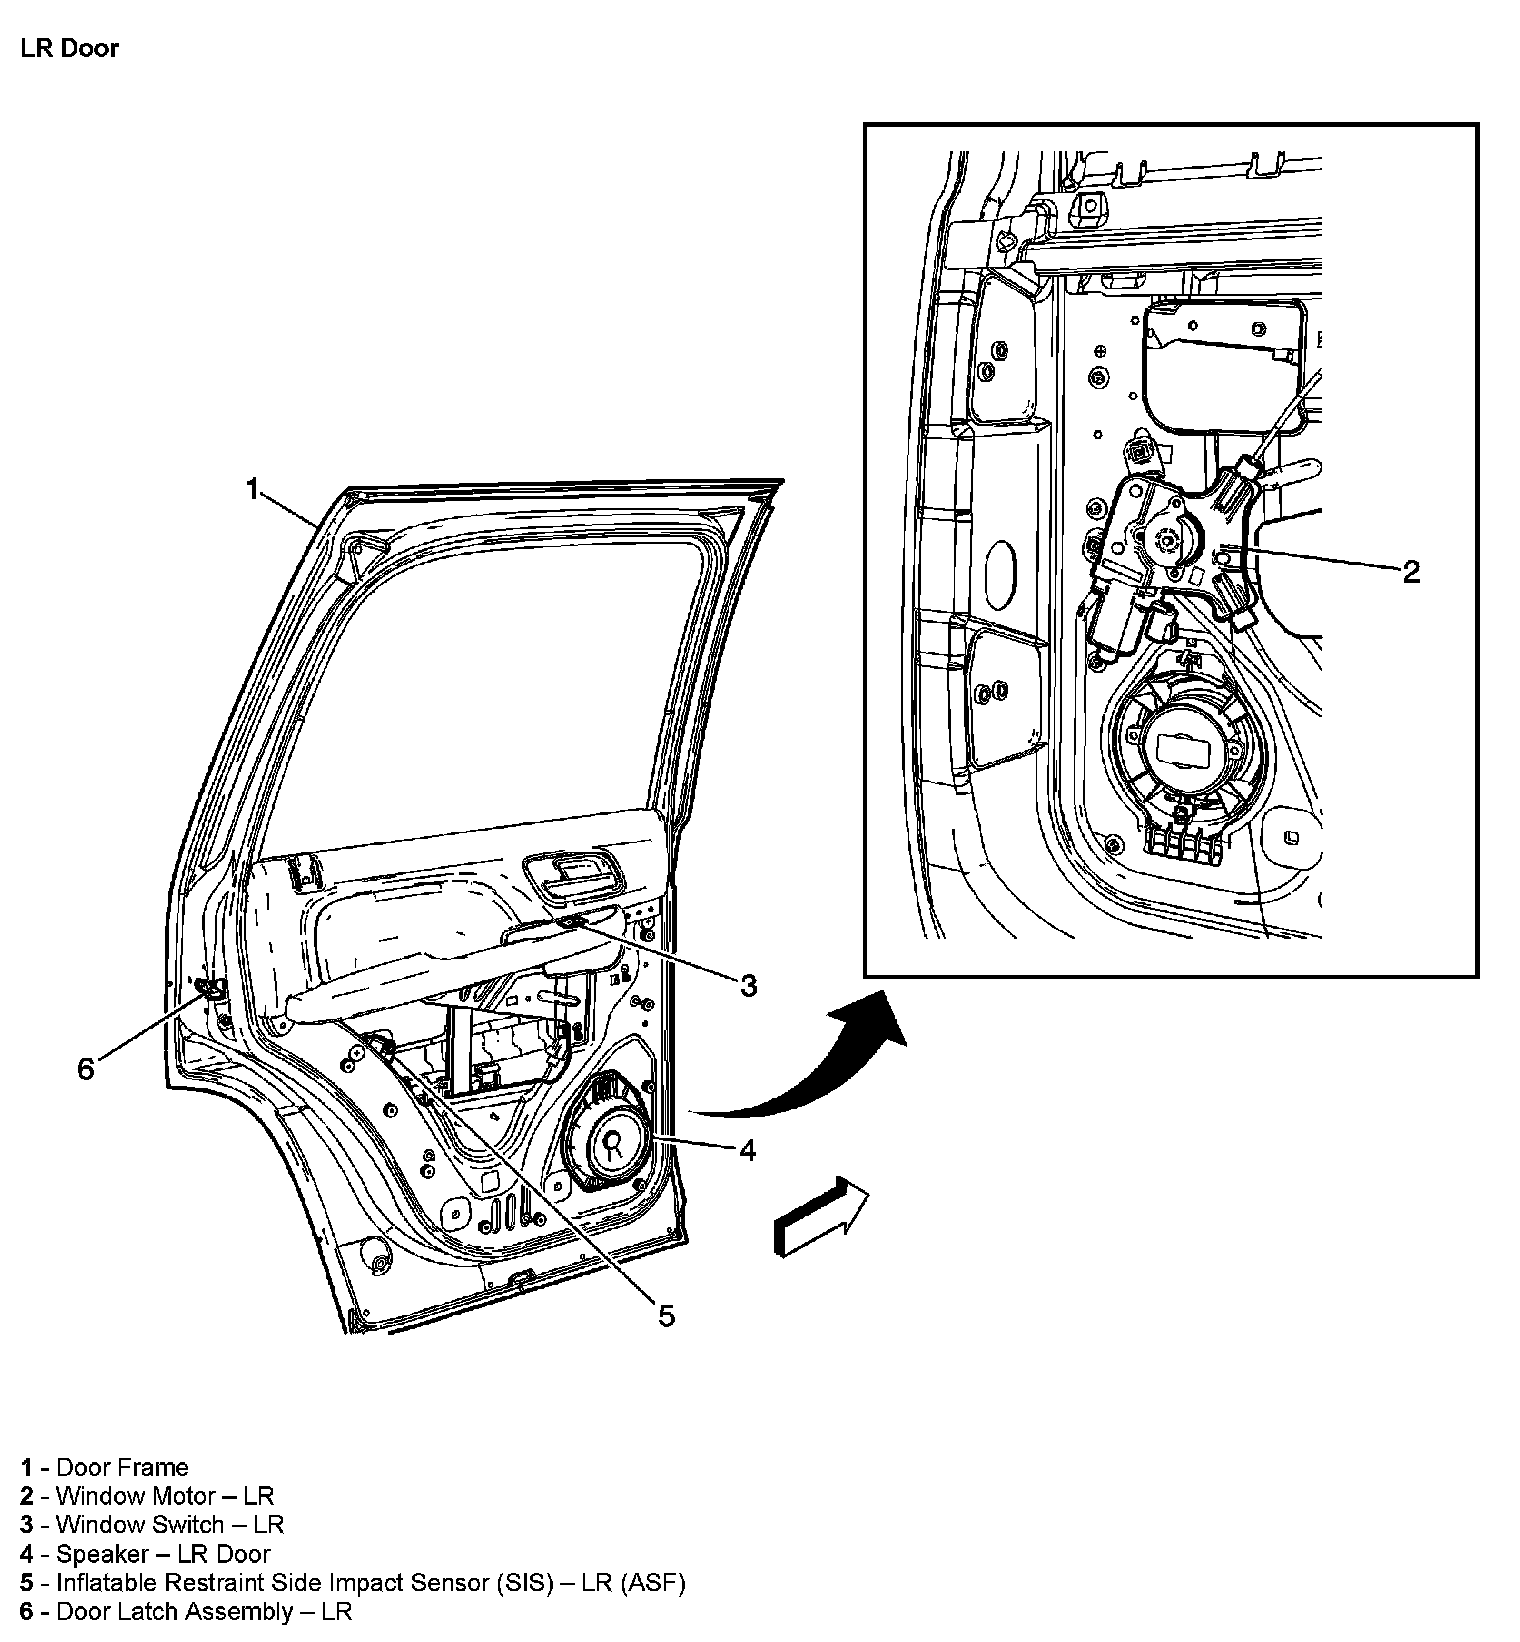 LR Door
1
2
3
6
4
5
1 - Door Frame
2 - Window Motor – LR
3 - Window Switch – LR
4 - Speaker – LR Door
5 - Inflatable Restraint Side Impact Sensor (SIS) – LR (ASF)
6 - Door Latch Assembly – LR